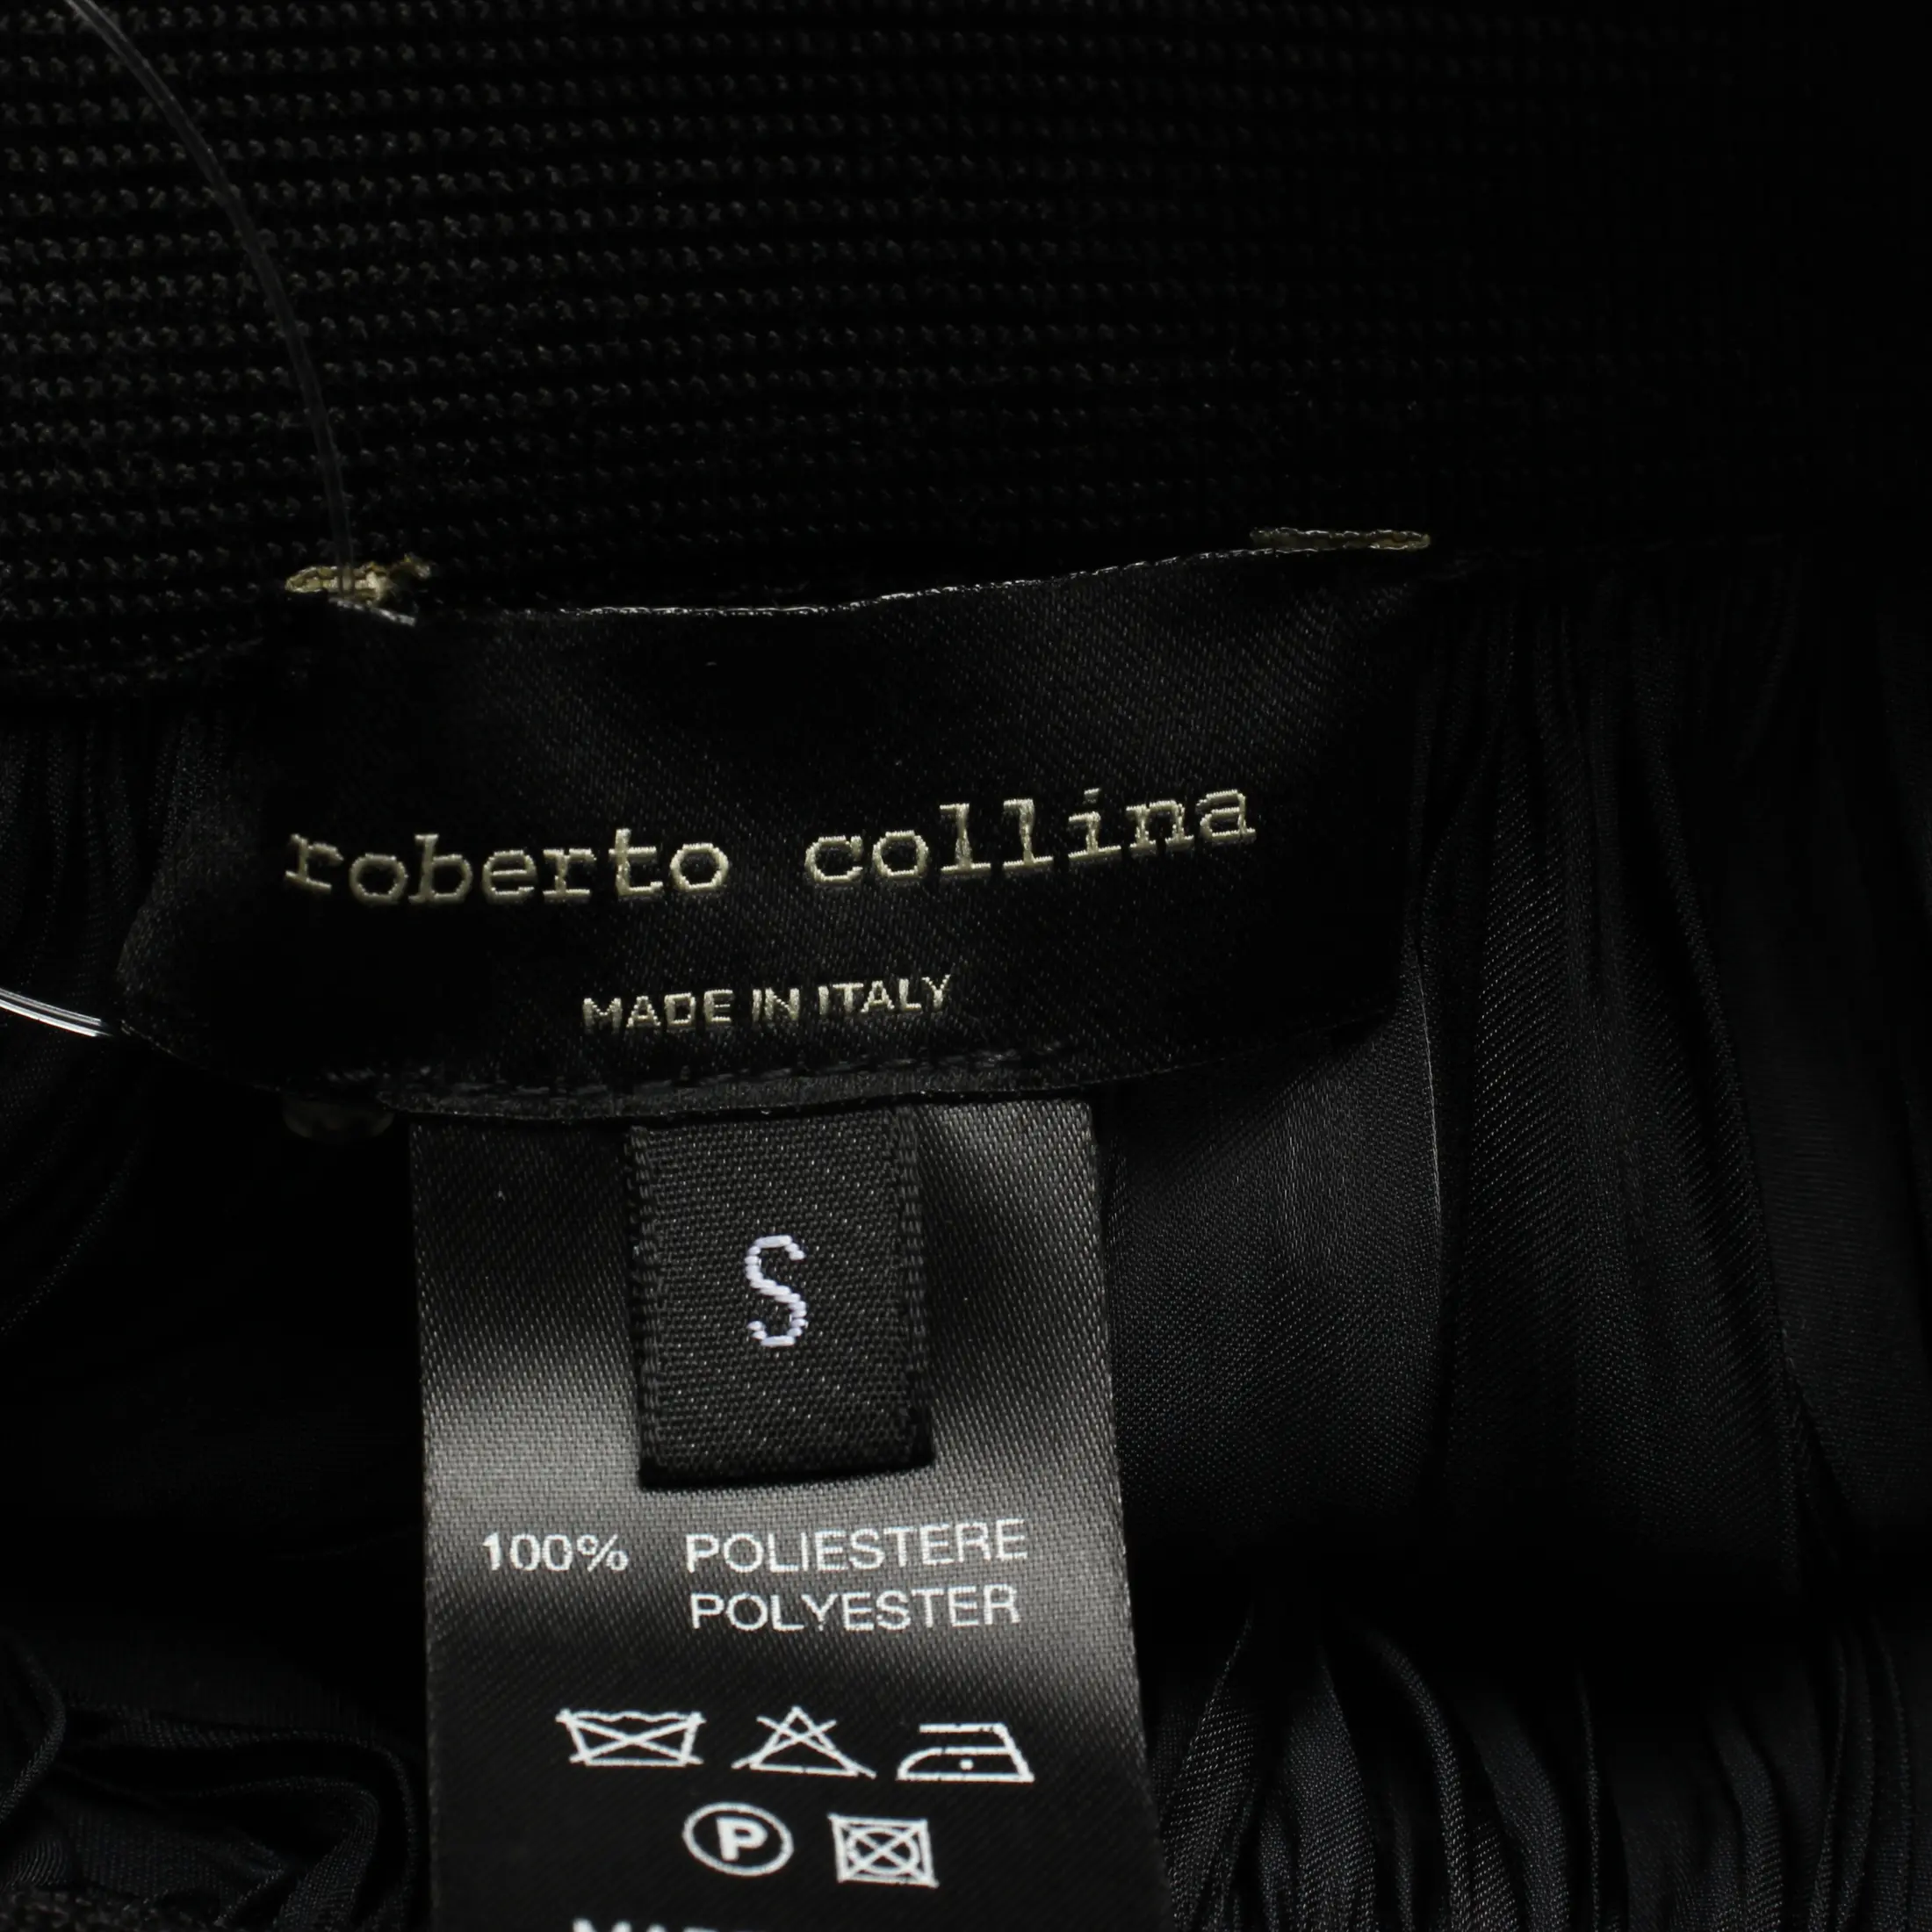 roberto collina
MADE IN ITALY
S
100% POLIESTERE
POLYESTER
P